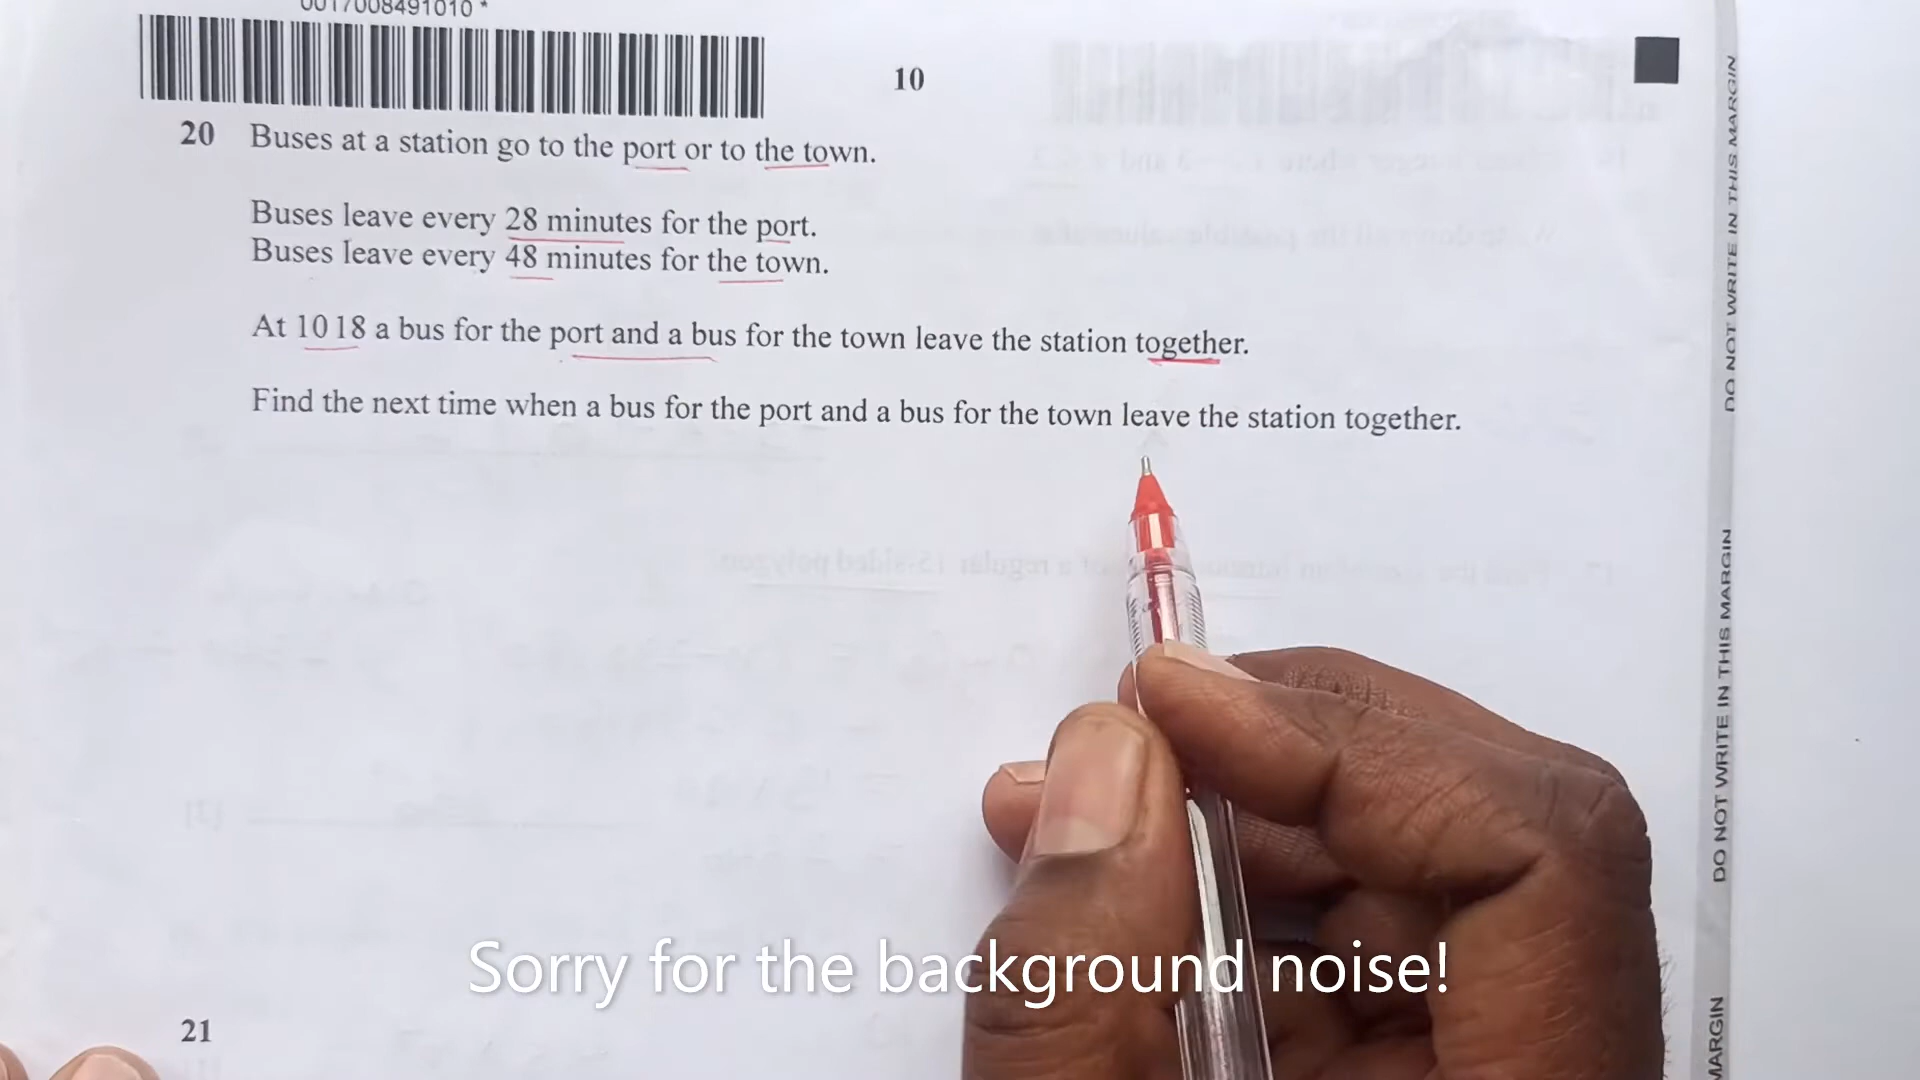 0017008491010 *
10
20 Buses at a station go to the port or to the town.
Buses leave every 28 minutes for the port.
Buses leave every 48 minutes for the town.
At 1018 a bus for the port and a bus for the town leave the station together.
Find the next time when a bus for the port and a bus for the town leave the station together.
Sorry for the background noise!
21
DO NOT WRITE IN THIS MARGIN
DO NOT WRITE IN THIS MARGIN
MARGIN